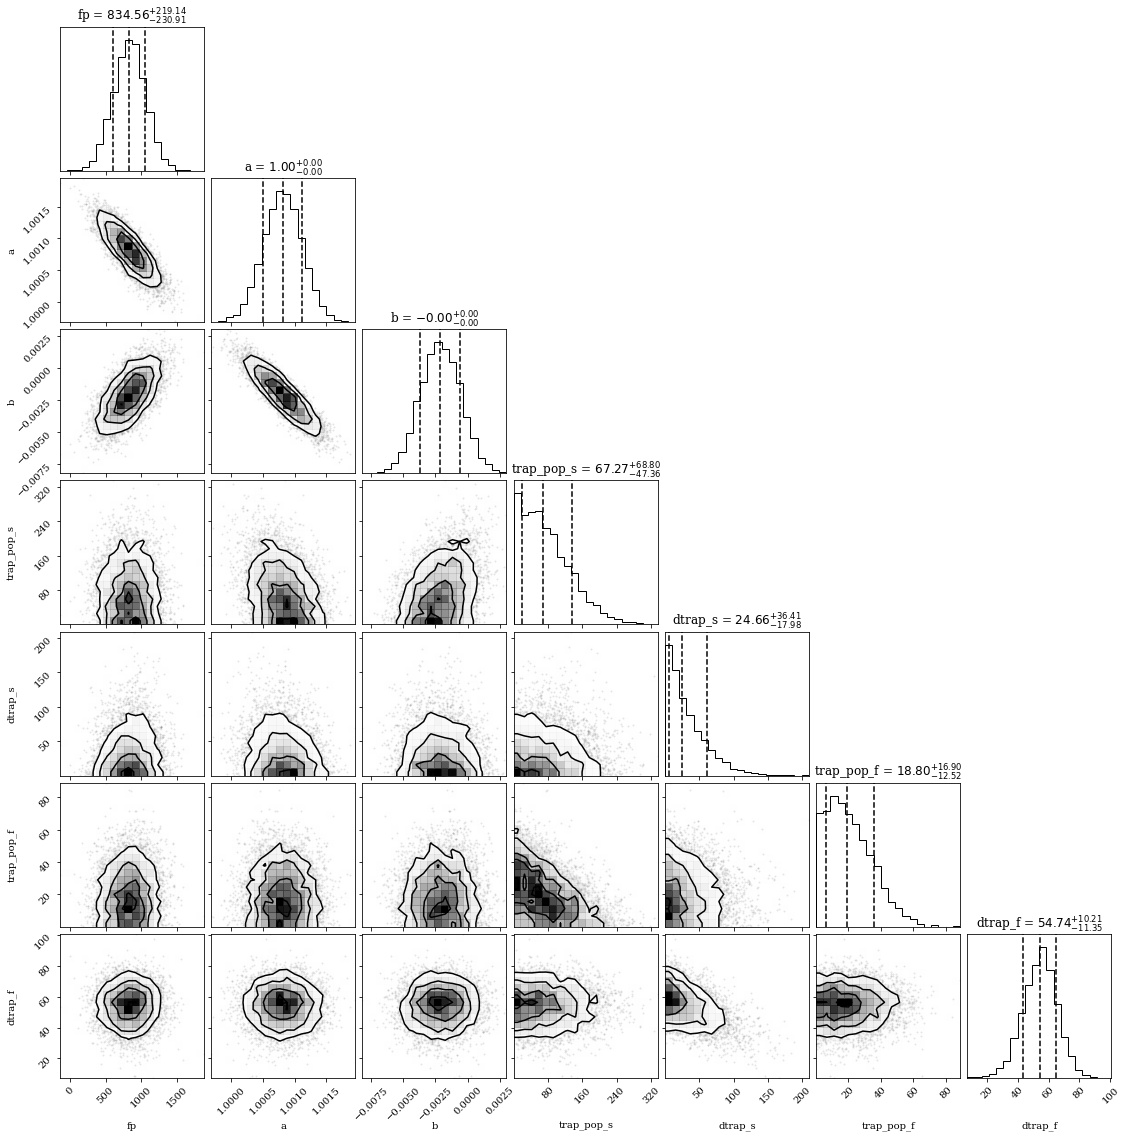 fp = 834.56+219.14−230.91
a = 1.00+0.00−0.00
1.0015
1.0010
1.0005
1.0000
a
b = −0.00+0.00−0.00
0.0025
0.0000
−0.0025
−0.0050
−0.0075
b
trap_pop_s = 67.27+68.80−47.36
320
240
160
80
trap_pop_s
dtrap_s = 24.66+36.41−17.98
200
150
100
50
dtrap_s
trap_pop_f = 18.80+16.90−12.52
80
60
40
20
trap_pop_f
dtrap_f = 54.74+10.21−11.35
100
80
60
40
20
dtrap_f
0 500 1000 1500
1.0000 1.0005 1.0010 1.0015
−0.0075 −0.0050 −0.0025 0.0000 0.0025
80 160 240 320
50 100 150 200
20 40 60 80
20 40 60 80 100
fp a b trap_pop_s dtrap_s trap_pop_f dtrap_f